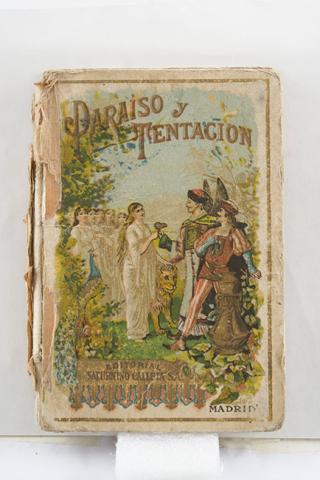 PARAISO y
TENTACION
EDITORIAL
SATURNINO CALLEJA S.A.
MADRID